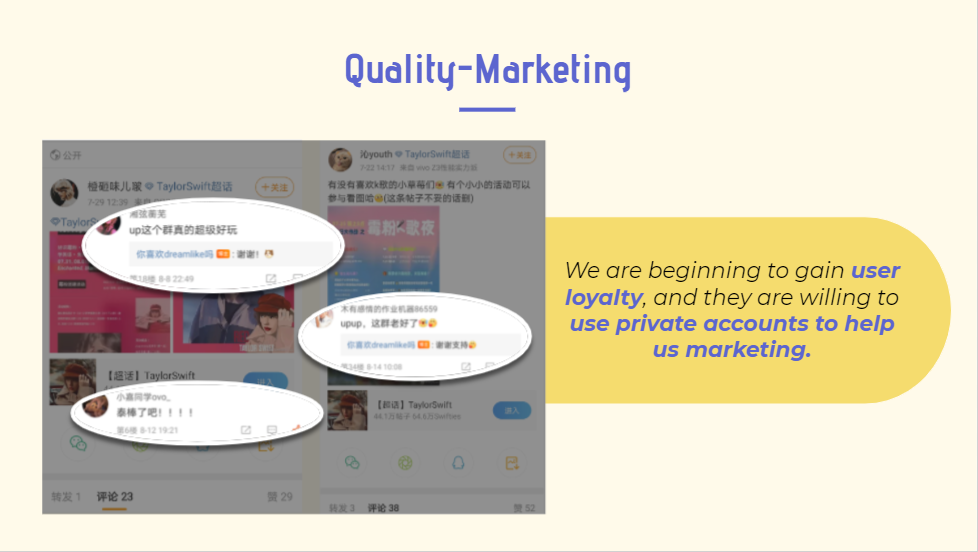 Quality-Marketing
公开
橙砸味儿嗳 TaylorSwift超话
+关注
7-29 12:39 来自
TaylorS
湘弦蘅芜
up这个群真的超级好玩
你喜欢dreamlike吗 : 谢谢!
第18楼 8-8 22:49
【超话】TaylorSwift
进入
小嘉同学ovo_
泰棒了吧!!!!
第6楼 8-12 19:21
转发 1 评论 23 赞 29
沁youth TaylorSwift超话
+关注
7-22 14:17 来自
有没有喜欢k歌的小草莓们 有个小小的活动可以
参与看图哈(这条帖子不妥的话删)
霉粉 歌夜
木有感情的作业机器86559
upup，这群老好了
你喜欢dreamlike吗 : 谢谢支持
第34楼 8-14 10:08
【超话】TaylorSwift
44.1万帖子 54.6万Swifties
进入
转发 3 评论 38 赞 52
We are beginning to gain user
loyalty, and they are willing to
use private accounts to help
us marketing.